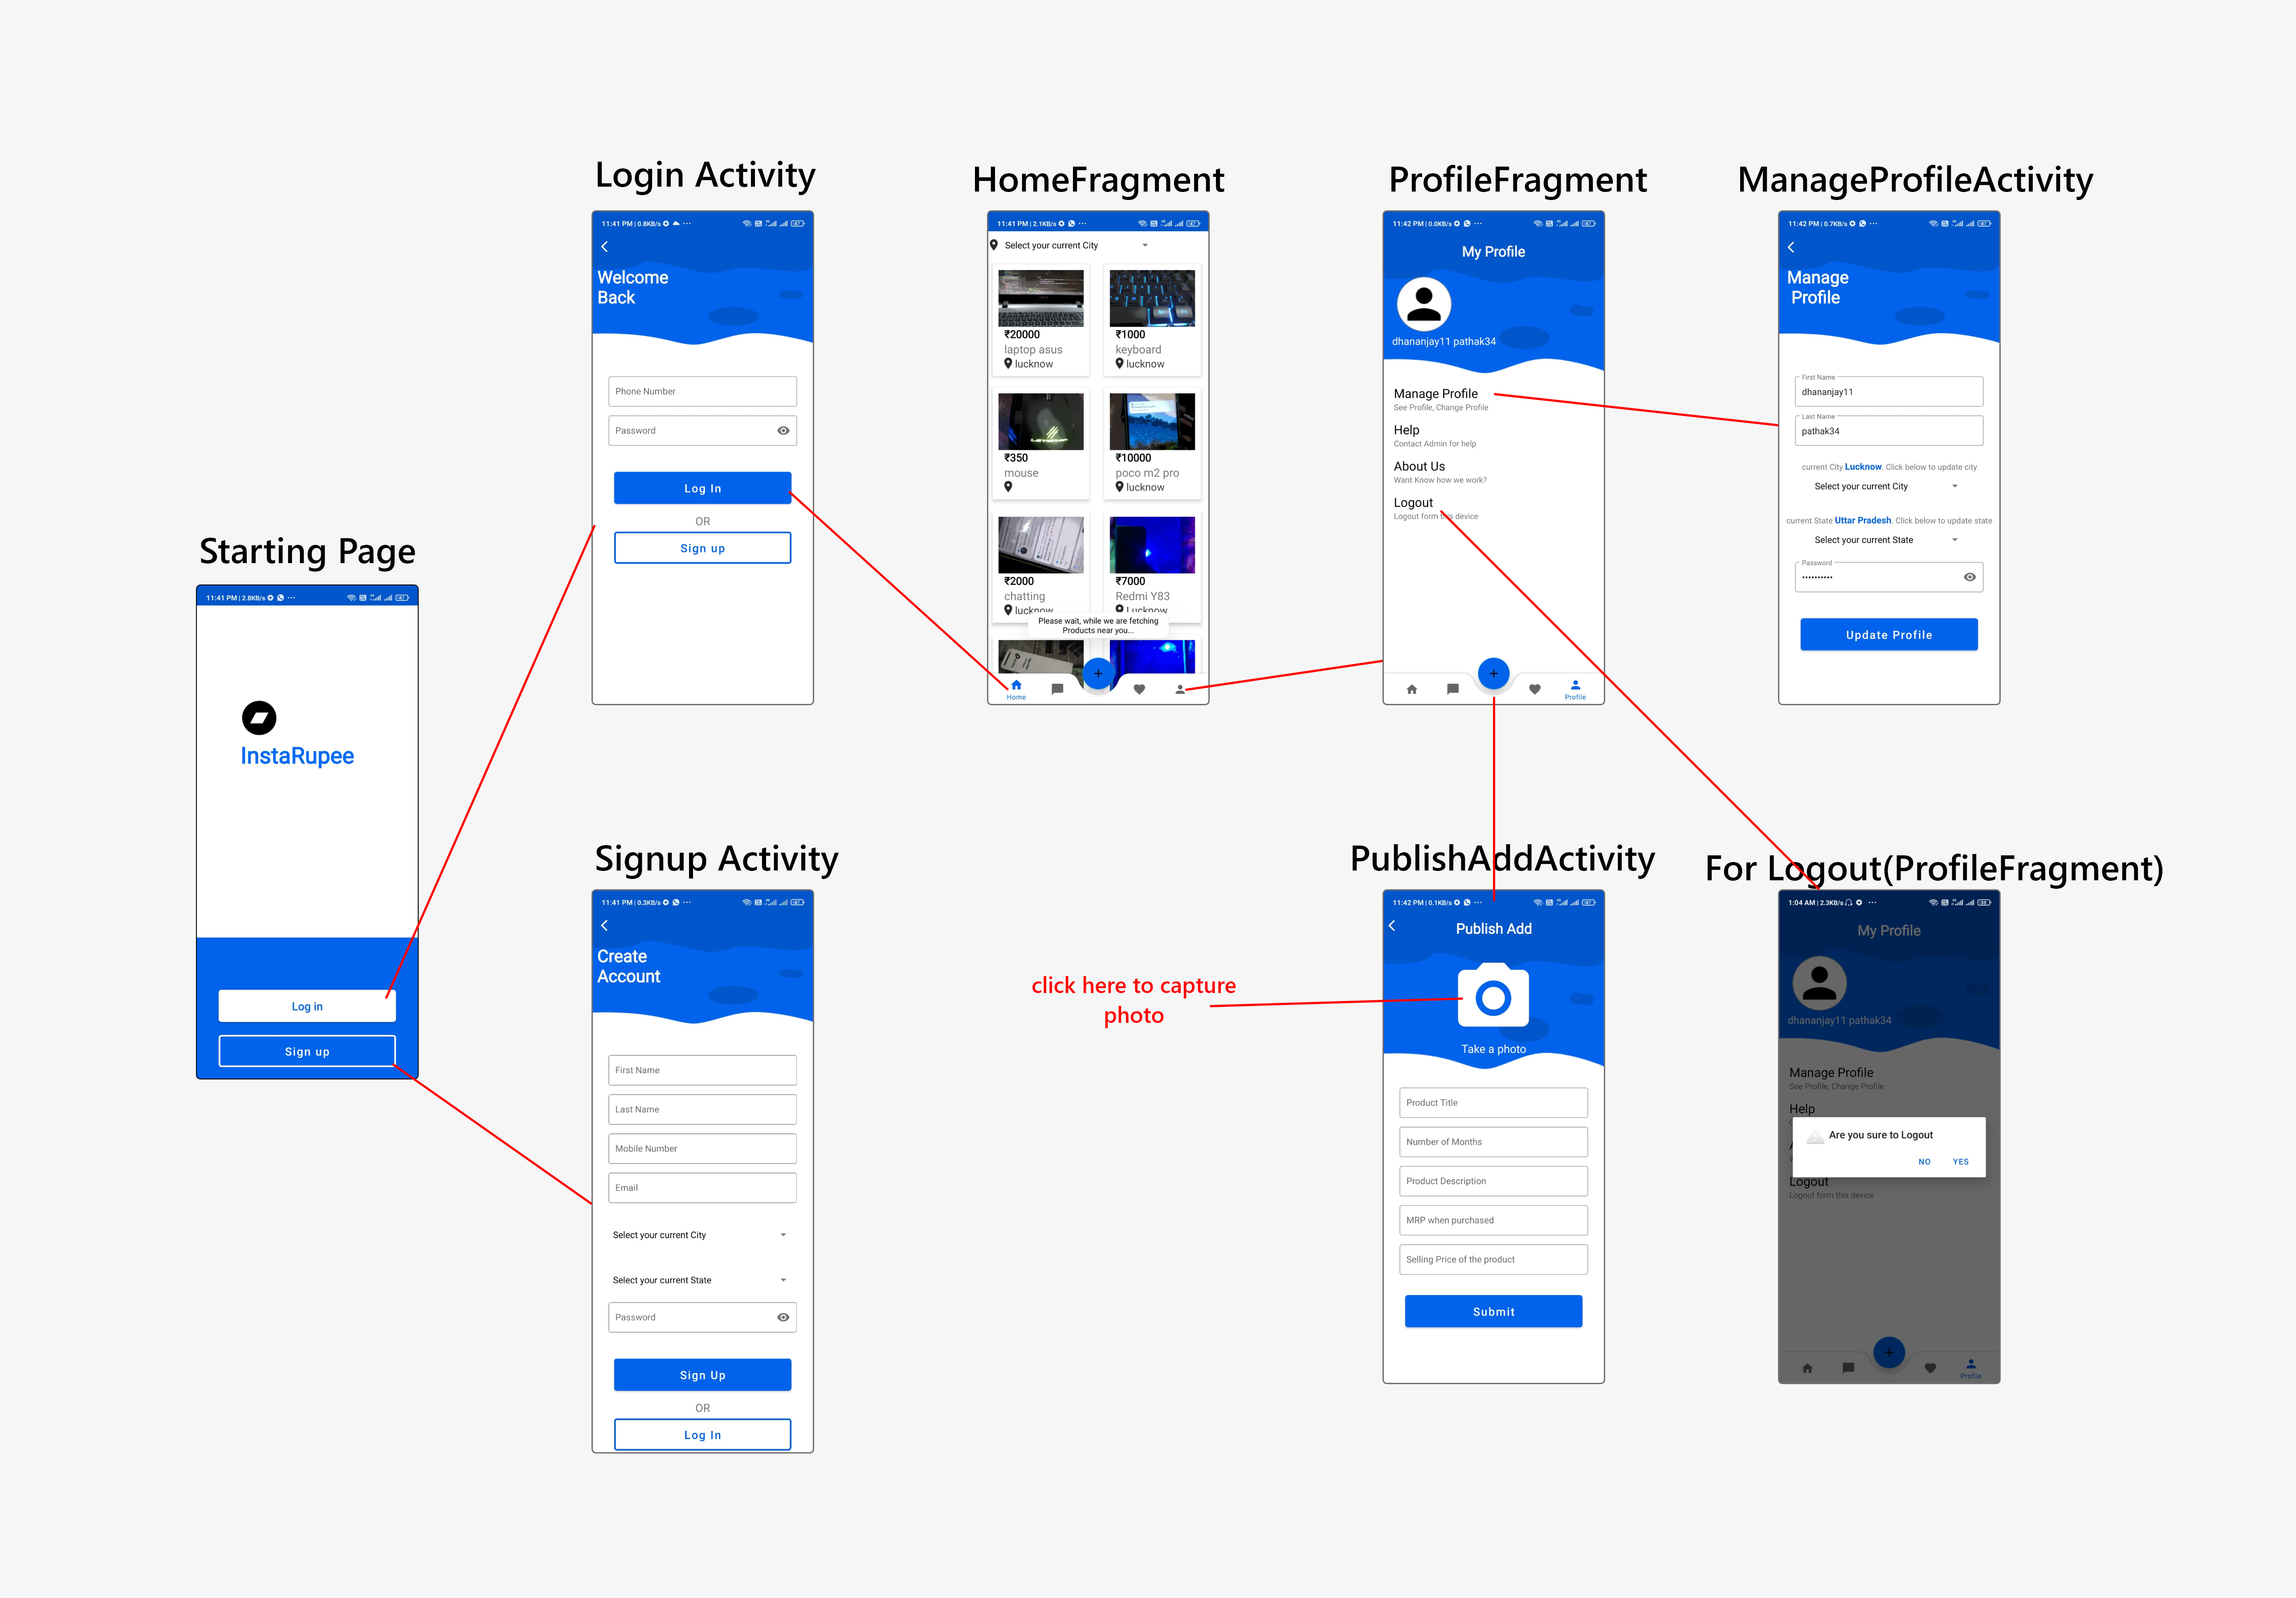 Starting Page
11:41 PM | 2.8KB/s
InstaRupee
Log in
Sign up
Login Activity
11:41 PM | 0.8KB/s
Welcome
Back
Phone Number
Password
Log In
OR
Sign up
Signup Activity
11:41 PM | 0.3KB/s
Create
Account
First Name
Last Name
Mobile Number
Email
Select your current City
Select your current State
Password
Sign Up
OR
Log In
HomeFragment
11:41 PM | 2.1KB/s
Select your current City
₹20000
laptop asus
lucknow
₹1000
keyboard
lucknow
₹350
mouse
₹10000
poco m2 pro
lucknow
₹2000
chatting
lucknow
₹7000
Redmi Y83
Lucknow
Please wait, while we are fetching
Products near you...
Home
ProfileFragment
11:42 PM | 0.0KB/s
My Profile
dhananjay11 pathak34
Manage Profile
See Profile, Change Profile
Help
Contact Admin for help
About Us
Want Know how we work?
Logout
Logout form this device
Profile
ManageProfileActivity
11:42 PM | 0.7KB/s
Manage
Profile
First Name
dhananjay11
Last Name
pathak34
current City Lucknow. Click below to update city
Select your current City
current State Uttar Pradesh. Click below to update state
Select your current State
Password
Update Profile
PublishAddActivity
11:42 PM | 0.1KB/s
Publish Add
click here to capture
photo
Take a photo
Product Title
Number of Months
Product Description
MRP when purchased
Selling Price of the product
Submit
For Logout(ProfileFragment)
1:04 AM | 2.3KB/s
My Profile
dhananjay11 pathak34
Manage Profile
See Profile, Change Profile
Help
Are you sure to Logout
NO YES
Logout
Logout form this device
Profile